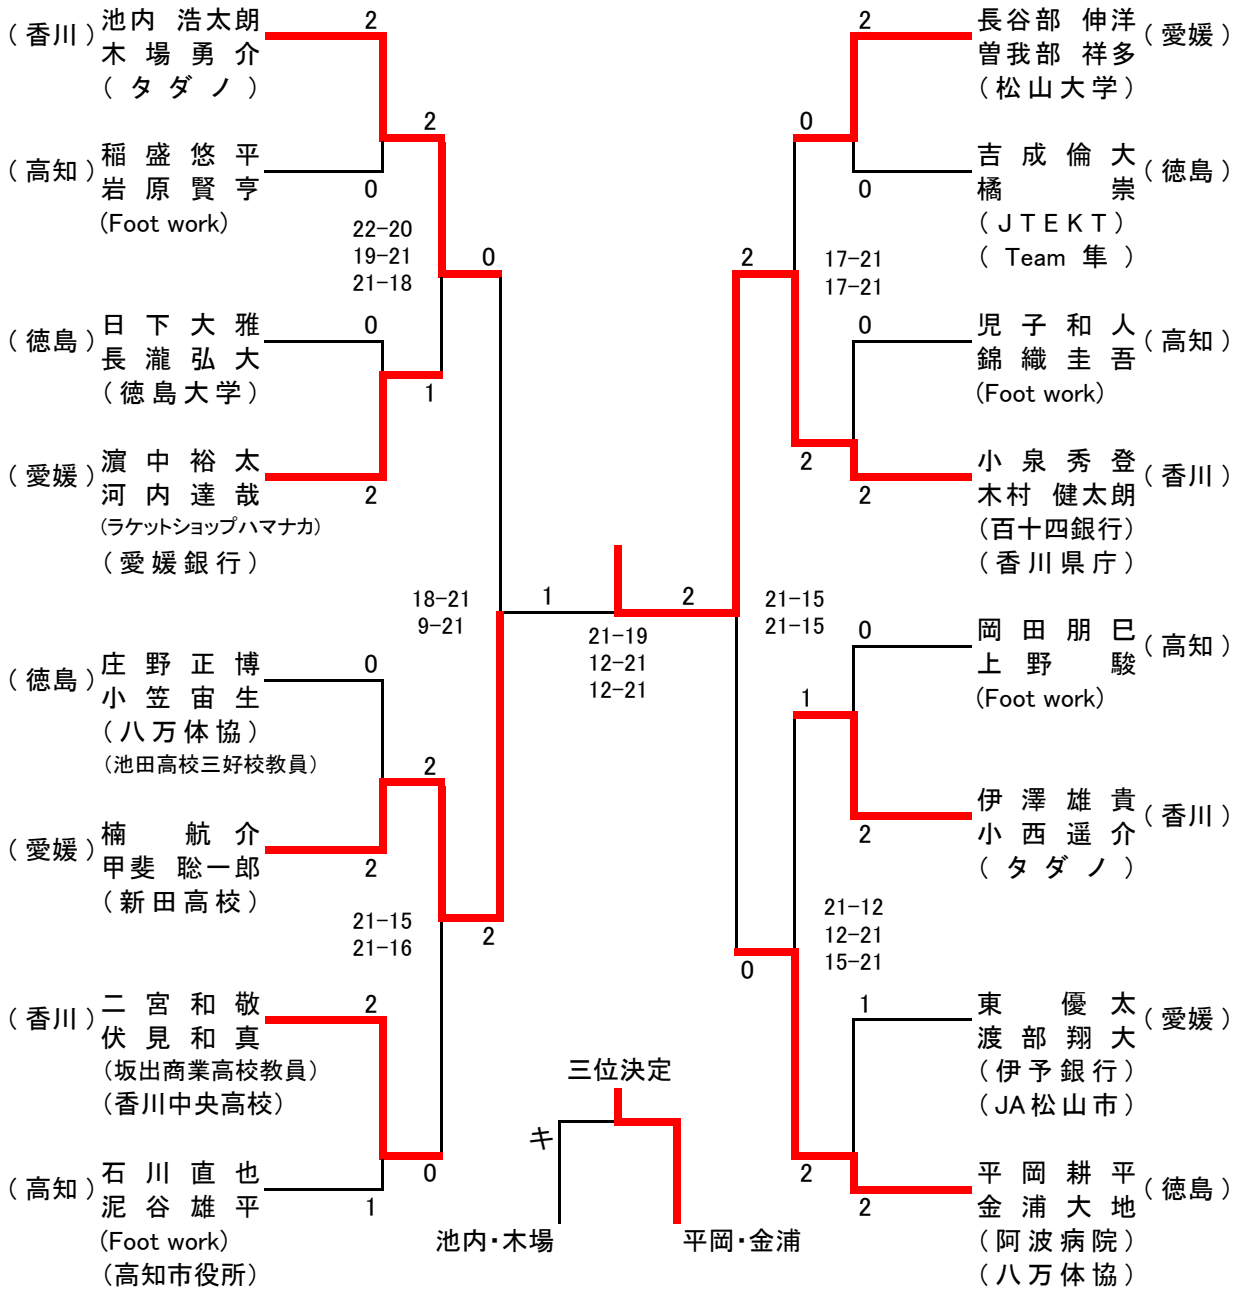 (香川) 池内 浩太朗 2
木場勇介
(タダノ)
2
(高知) 稲盛悠平
岩原賢亨 0
(Foot work)
22-20
19-21
21-18
0
(徳島) 日下大雅 0
長瀧弘大
(徳島大学)
1
(愛媛) 濵中裕太
河内達哉 2
(ラケットショップハマナカ)
(愛媛銀行)
18-21
9-21
1
(徳島) 庄野正博 0
小笠宙生
(八万体協)
(池田高校三好校教員)
2
(愛媛) 楠 航介
甲斐 聡一郎 2
(新田高校)
21-15
21-16
2
(香川) 二宮和敬 2
伏見和真
(坂出商業高校教員)
(香川中央高校)
0
(高知) 石川直也
泥谷雄平 1
(Foot work)
(高知市役所)
21-19
12-21
12-21
2
2 長谷部 伸洋 (愛媛)
曽我部 祥多
(松山大学)
0
吉成倫大 (徳島)
0 橘 崇
(JTEKT)
(Team 隼)
2
17-21
17-21
0 児子和人 (高知)
錦織圭吾
(Foot work)
2
小泉秀登 (香川)
2 木村 健太朗
(百十四銀行)
(香川県庁)
21-15
21-15
0 岡田朋巳 (高知)
上野 駿
(Foot work)
1
伊澤雄貴 (香川)
2 小西遥介
(タダノ)
21-12
12-21
15-21
0
1 東 優太 (愛媛)
渡部翔大
(伊予銀行)
(JA松山市)
2
平岡耕平 (徳島)
2 金浦大地
(阿波病院)
(八万体協)
三位決定
キ
池内・木場 平岡・金浦